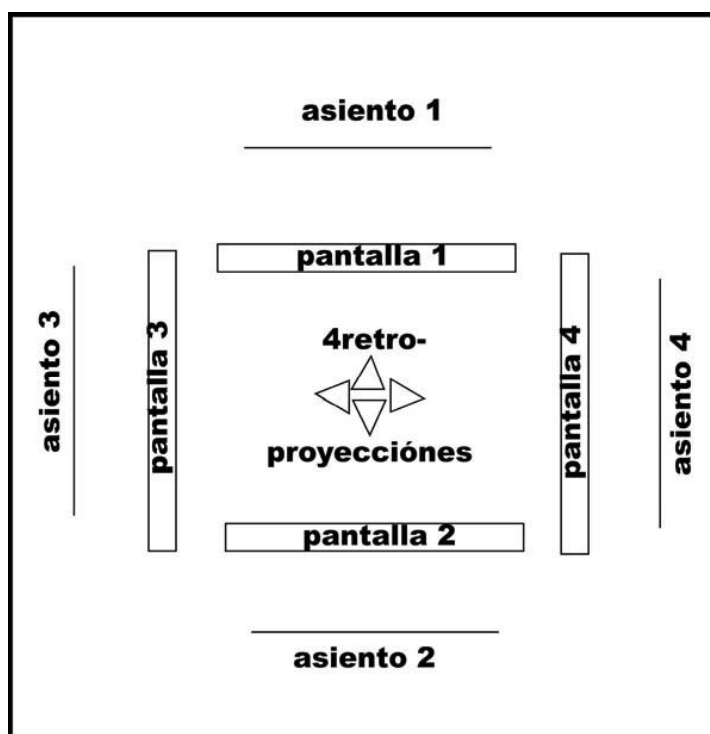 asiento 1
pantalla 1
asiento 3
pantalla 3
4retro-
proyecciónes
pantalla 4
asiento 4
pantalla 2
asiento 2